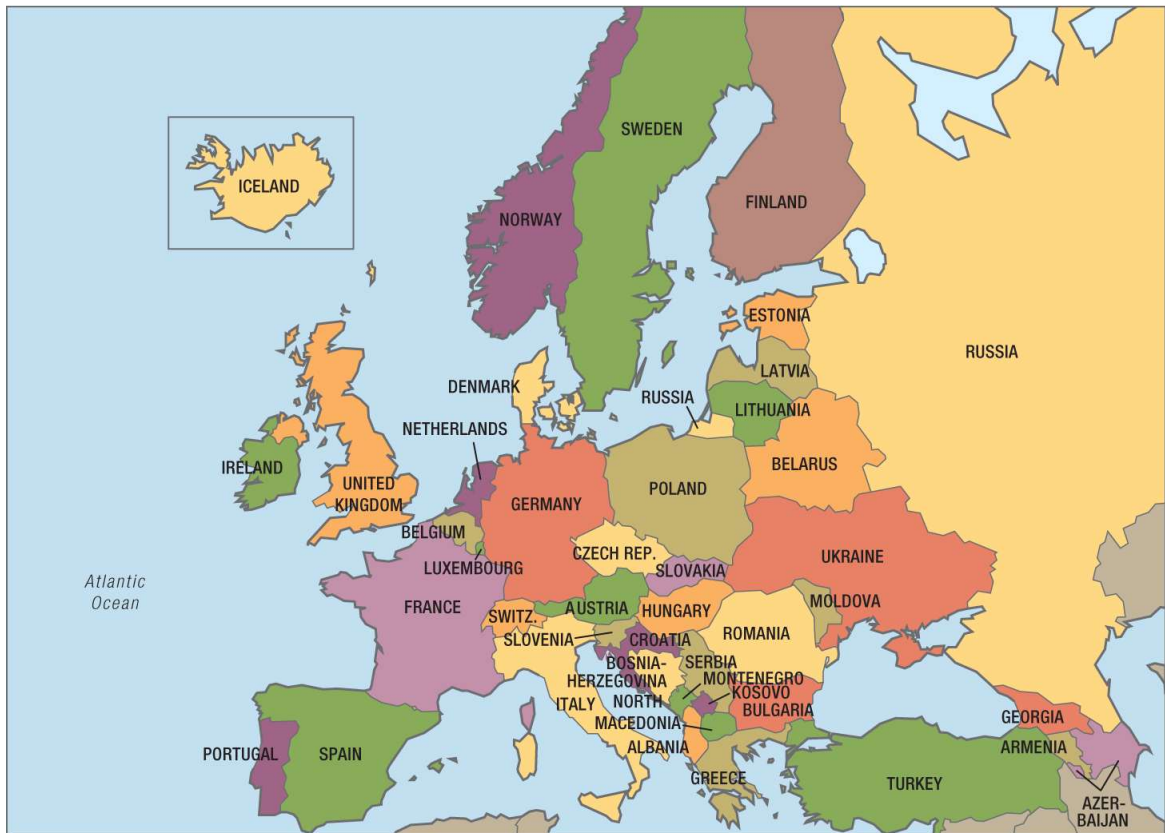 SWEDEN
ICELAND
FINLAND
NORWAY
ESTONIA
RUSSIA
LATVIA
DENMARK
RUSSIA
LITHUANIA
NETHERLANDS
BELARUS
IRELAND
UNITED
KINGDOM
GERMANY
POLAND
BELGIUM
CZECH REP.
UKRAINE
LUXEMBOURG
SLOVAKIA
Atlantic
Ocean
FRANCE
SWITZ.
AUSTRIA
HUNGARY
MOLDOVA
SLOVENIA
CROATIA
ROMANIA
BOSNIA-
HERZEGOVINA
SERBIA
MONTENEGRO
KOSOVO
ITALY
NORTH
MACEDONIA
BULGARIA
GEORGIA
PORTUGAL
SPAIN
ALBANIA
ARMENIA
GREECE
TURKEY
AZER-
BAIJAN